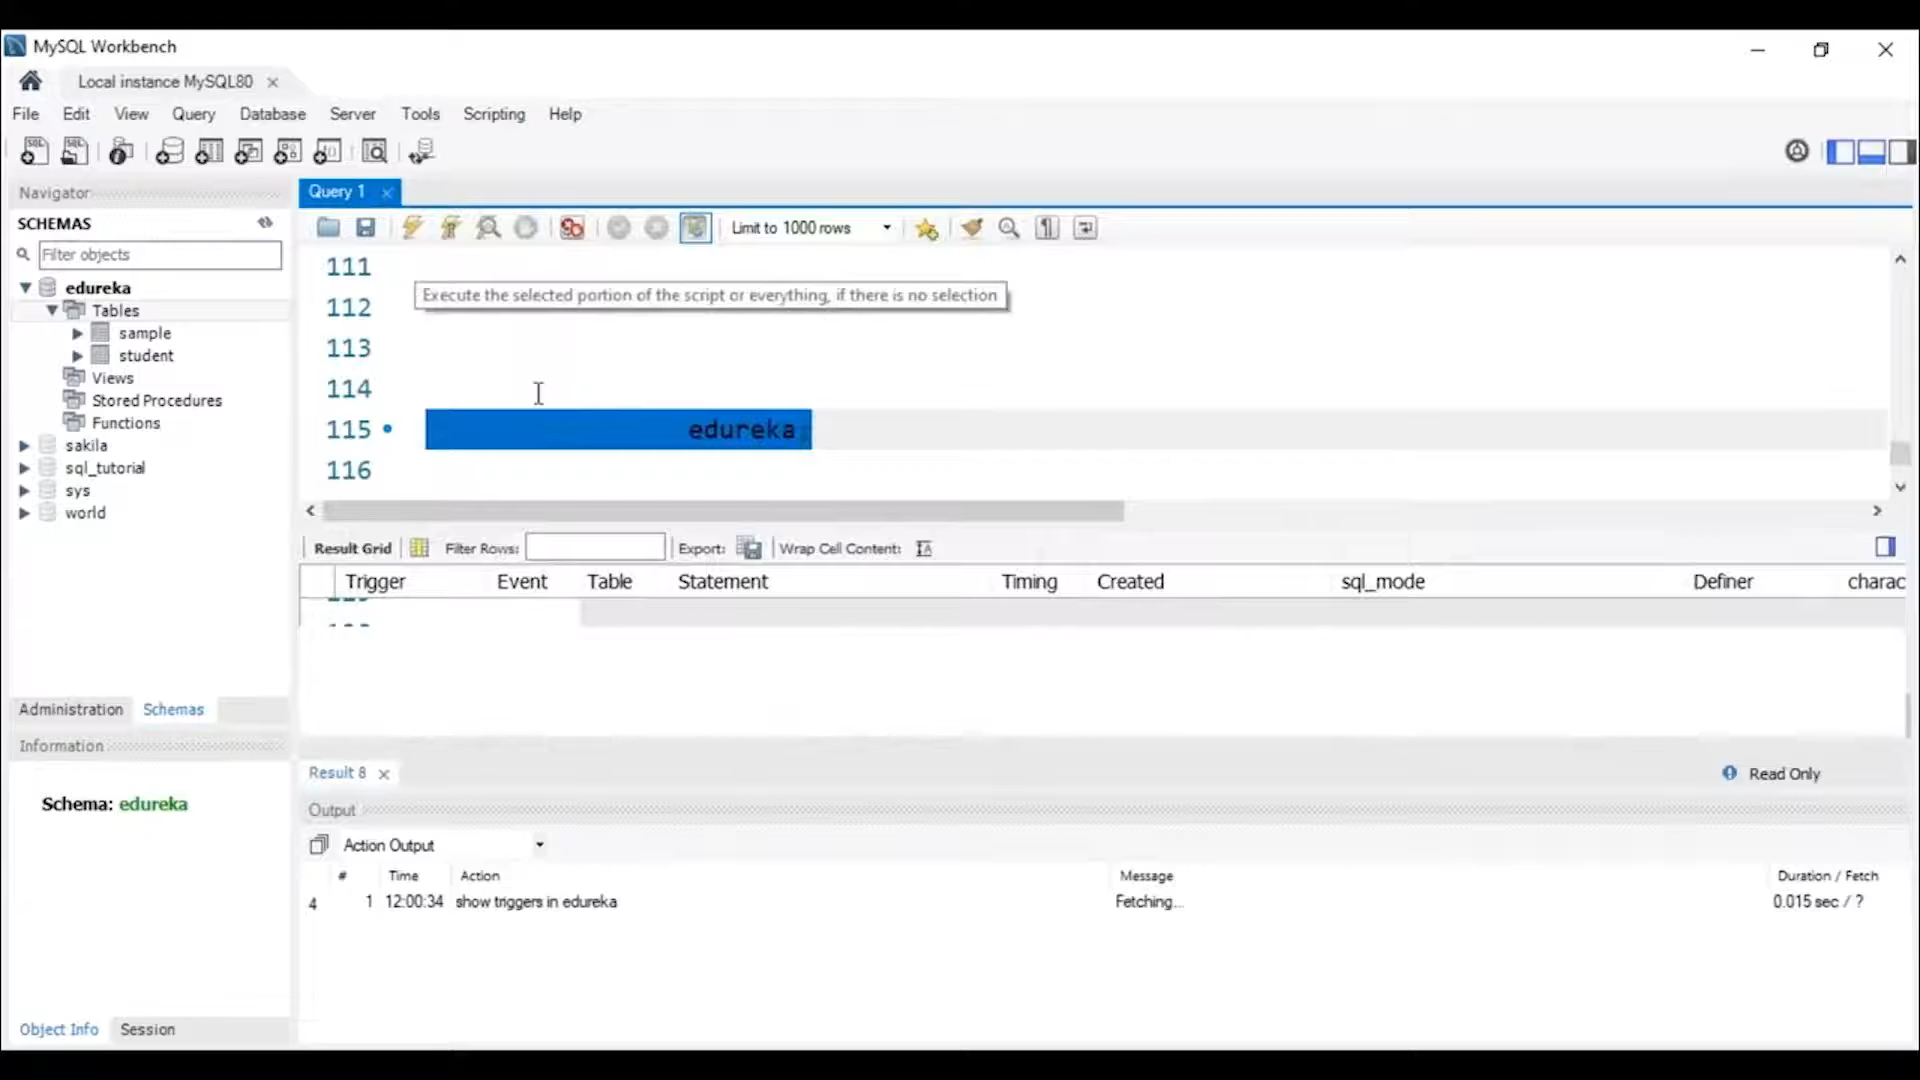 MySQL Workbench
Local instance MySQL80
File Edit View Query Database Server Tools Scripting Help
Navigator
SCHEMAS
Filter objects
edureka
Tables
sample
student
Views
Stored Procedures
Functions
sakila
sql_tutorial
sys
world
Administration Schemas
Information
Schema: edureka
Object Info Session
Query 1
Limit to 1000 rows
111
Execute the selected portion of the script or everything, if there is no selection
112
113
114
115 edureka
116
Result Grid Filter Rows: Export: Wrap Cell Content:
Trigger Event Table Statement Timing Created sql_mode Definer charac
Result 8 Read Only
Output
Action Output
# Time Action Message Duration / Fetch
4 1 12:00:34 show triggers in edureka Fetching... 0.015 sec / ?